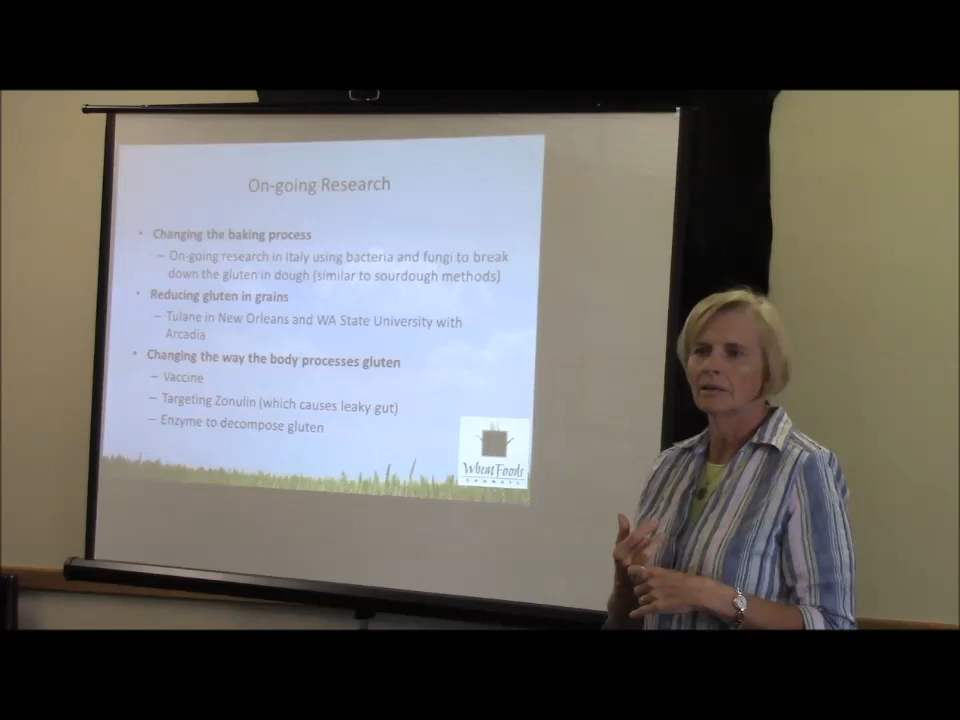 On-going Research
• Changing the baking process
– On-going research in Italy using bacteria and fungi to break
down the gluten in dough (similar to sourdough methods)
• Reducing gluten in grains
– Tulane in New Orleans and WA State University with
Arcadia
• Changing the way the body processes gluten
– Vaccine
– Targeting Zonulin (which causes leaky gut)
– Enzyme to decompose gluten
Wheat Foods
COUNCIL